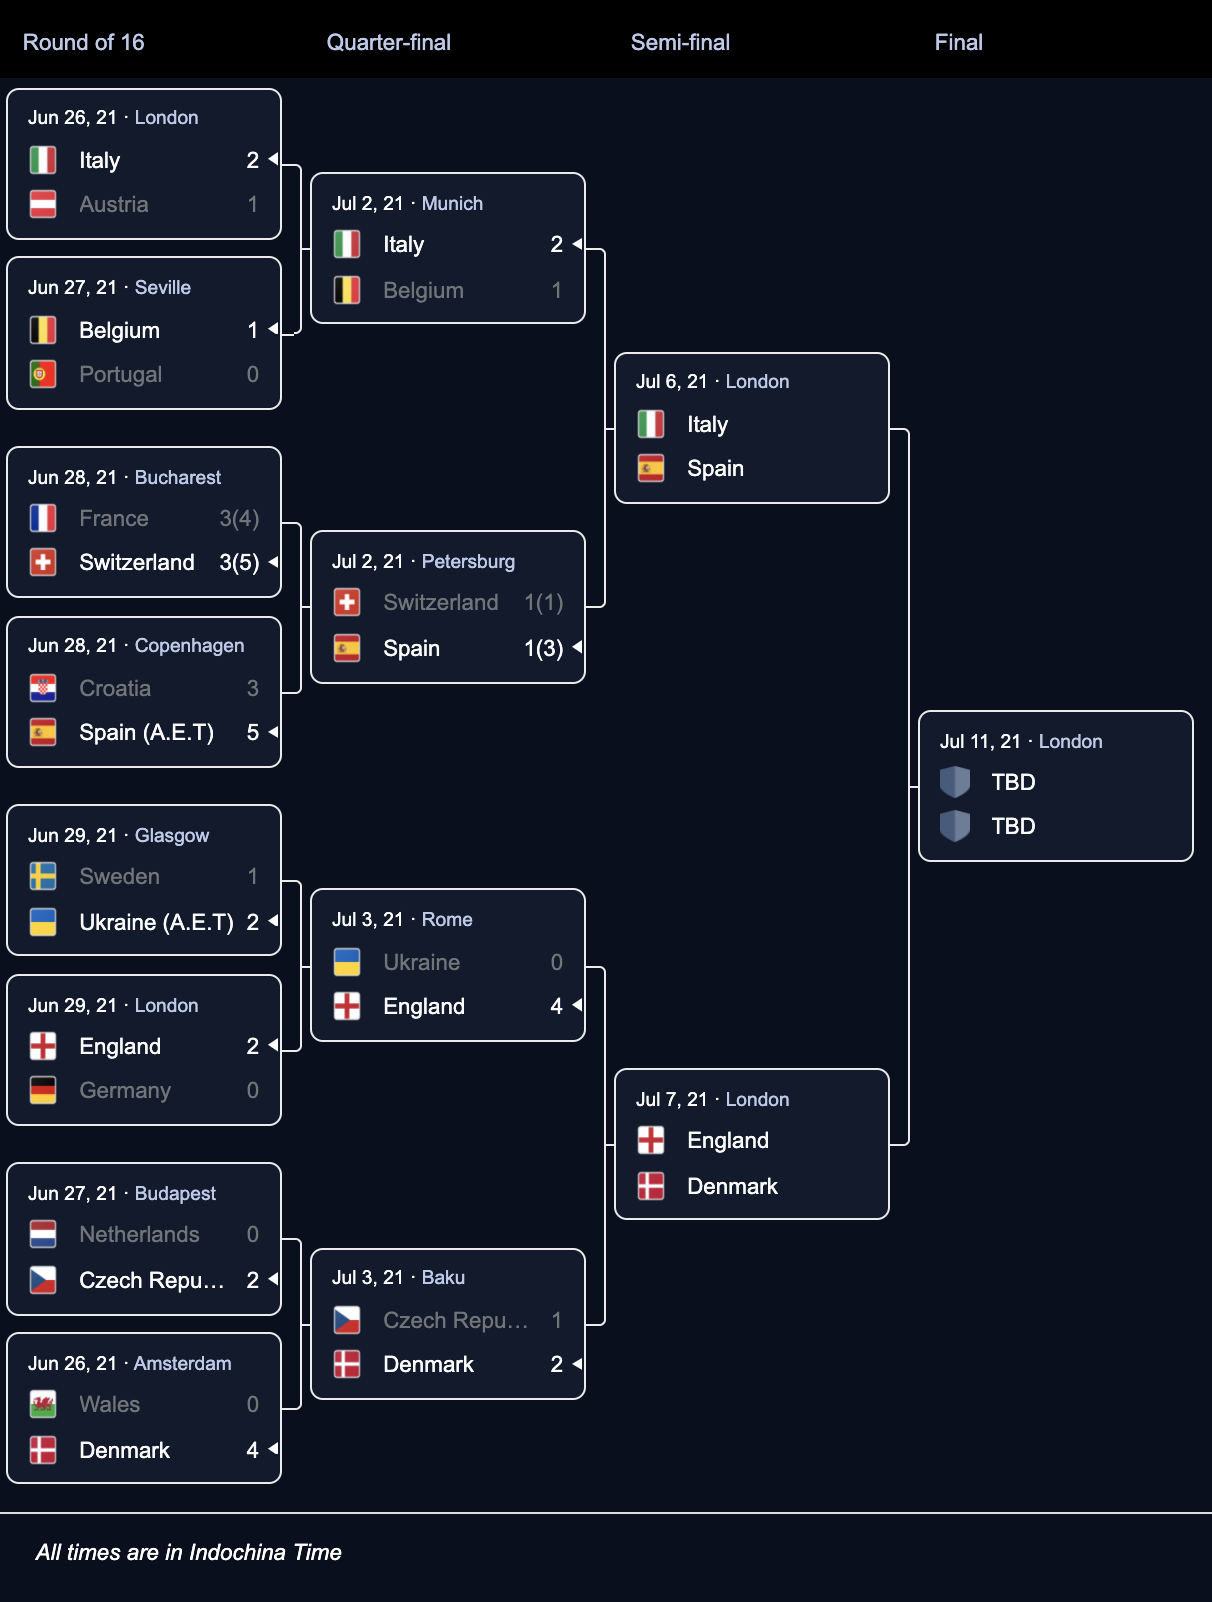 Round of 16
Quarter-final
Semi-final
Final
Jun 26, 21 · London
Italy 2
Austria 1
Jun 27, 21 · Seville
Belgium 1
Portugal 0
Jun 28, 21 · Bucharest
France 3(4)
Switzerland 3(5)
Jun 28, 21 · Copenhagen
Croatia 3
Spain (A.E.T) 5
Jun 29, 21 · Glasgow
Sweden 1
Ukraine (A.E.T) 2
Jun 29, 21 · London
England 2
Germany 0
Jun 27, 21 · Budapest
Netherlands 0
Czech Repu... 2
Jun 26, 21 · Amsterdam
Wales 0
Denmark 4
Jul 2, 21 · Munich
Italy 2
Belgium 1
Jul 2, 21 · Petersburg
Switzerland 1(1)
Spain 1(3)
Jul 3, 21 · Rome
Ukraine 0
England 4
Jul 3, 21 · Baku
Czech Repu... 1
Denmark 2
Jul 6, 21 · London
Italy
Spain
Jul 7, 21 · London
England
Denmark
Jul 11, 21 · London
TBD
TBD
All times are in Indochina Time